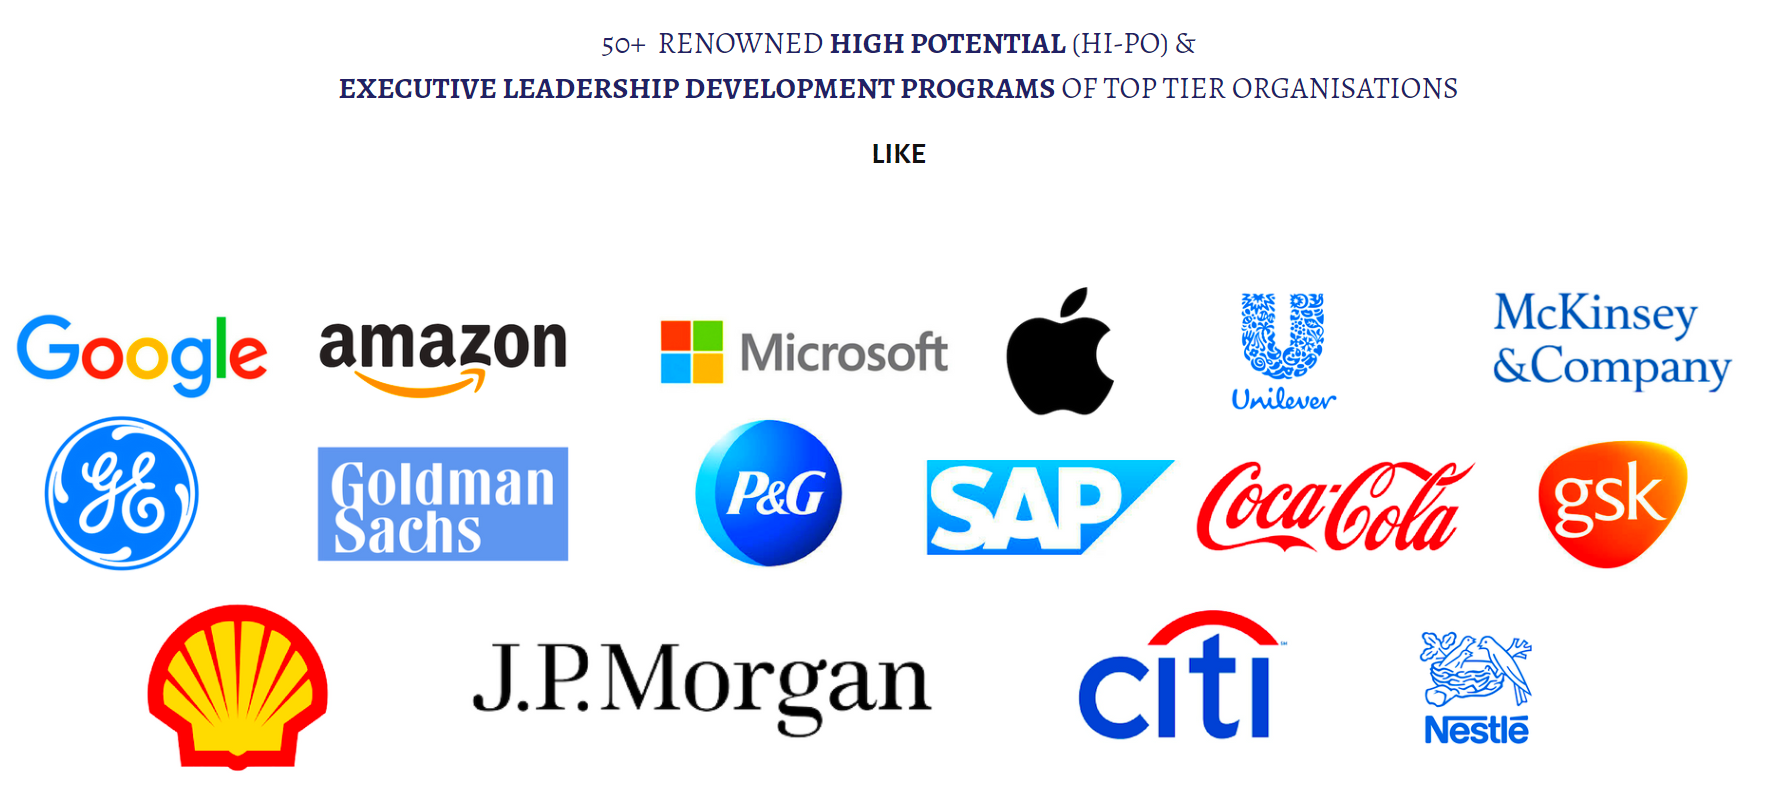 50+ RENOWNED HIGH POTENTIAL (HI-PO) &
EXECUTIVE LEADERSHIP DEVELOPMENT PROGRAMS OF TOP TIER ORGANISATIONS
LIKE
Google
amazon
Microsoft
Unilever
McKinsey
&Company
GE
Goldman
Sachs
P&G
SAP
Coca-Cola
gsk
J.P.Morgan
citi
Nestlé